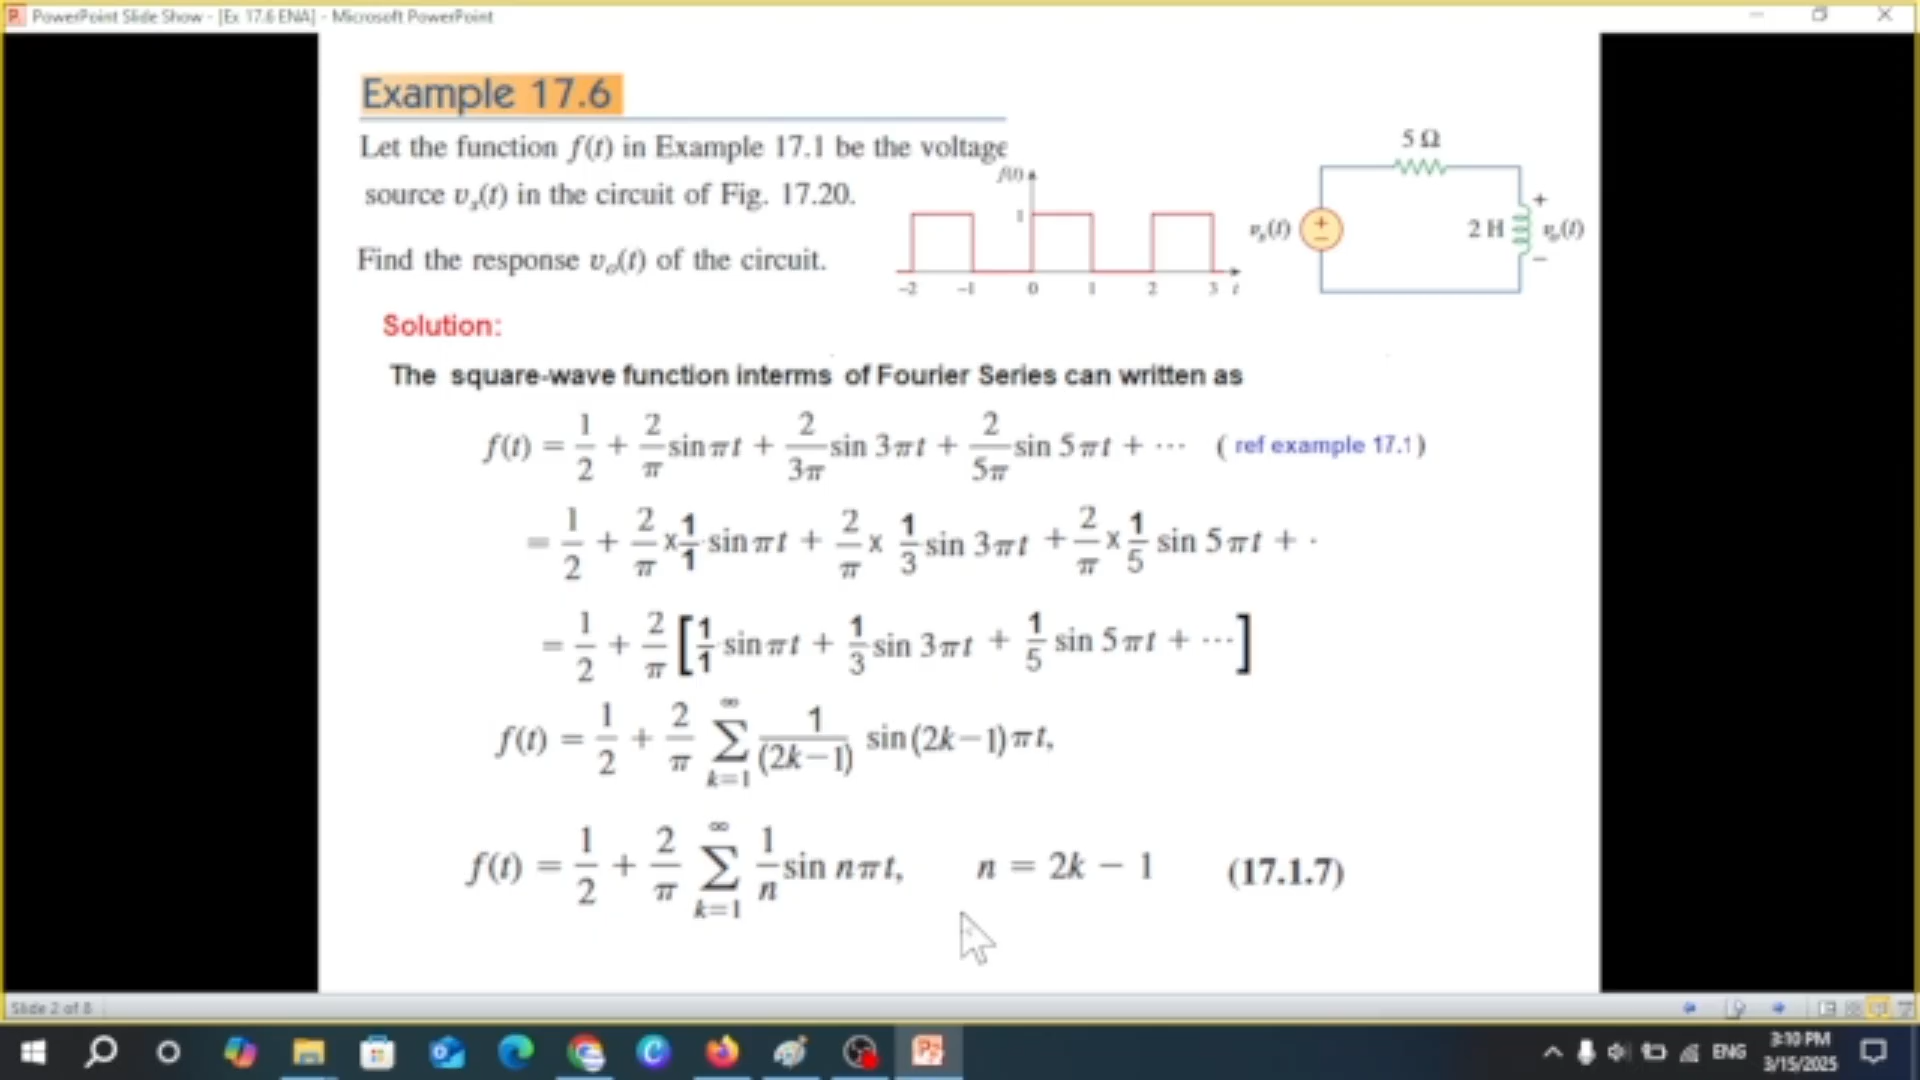 PowerPoint Slide Show - [Ex 17.6 ENA] - Microsoft PowerPoint
Example 17.6
Let the function f(t) in Example 17.1 be the voltage
source vs(t) in the circuit of Fig. 17.20.
Find the response vo(t) of the circuit.
f(t)
1
-2 -1 0 1 2 3 t
5 Ω
vs(t) + − 2 H + vo(t) −
Solution:
The square-wave function interms of Fourier Series can written as
f(t) = 1/2 + 2/π sin πt + 2/3π sin 3πt + 2/5π sin 5πt + ··· ( ref example 17.1)
= 1/2 + 2/π x 1/1 sin πt + 2/π x 1/3 sin 3πt + 2/π x 1/5 sin 5πt + ·
= 1/2 + 2/π [1/1 sin πt + 1/3 sin 3πt + 1/5 sin 5πt + ···]
f(t) = 1/2 + 2/π ∑ k=1 ∞ 1/(2k−1) sin(2k−1)πt,
f(t) = 1/2 + 2/π ∑ k=1 ∞ 1/n sin nπt, n = 2k − 1 (17.1.7)
Slide 2 of 8
ENG
3:10 PM
3/15/2025